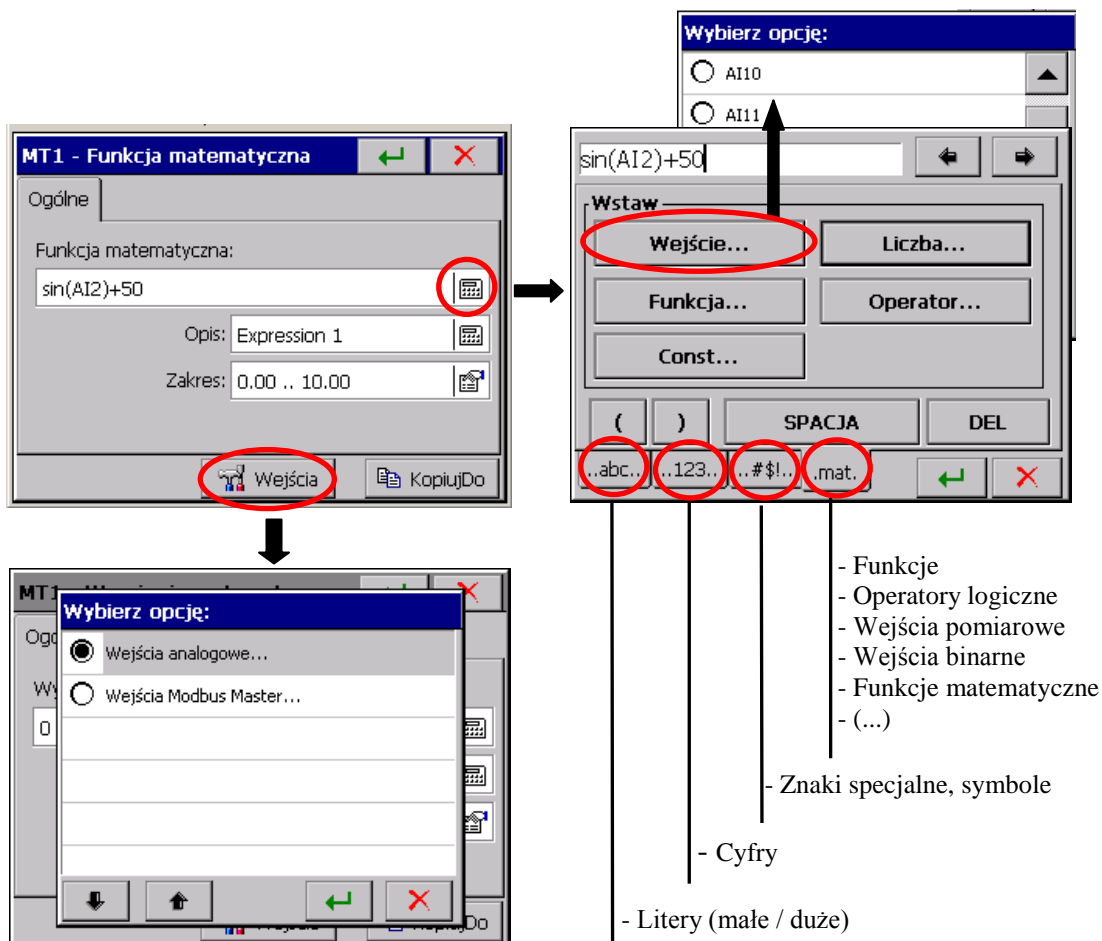 Wybierz opcję:
AI10
AI11
MT1 - Funkcja matematyczna
Ogólne
Funkcja matematyczna:
sin(AI2)+50
Opis: Expression 1
Zakres: 0.00 .. 10.00
Wejścia KopiujDo
sin(AI2)+50
Wstaw
Wejście... Liczba...
Funkcja... Operator...
Const...
( ) SPACJA DEL
..abc.. ..123.. ..#$!.. .mat.
- Funkcje
- Operatory logiczne
- Wejścia pomiarowe
- Wejścia binarne
- Funkcje matematyczne
- (...)
- Znaki specjalne, symbole
- Cyfry
- Litery (małe / duże)
Wybierz opcję:
Wejścia analogowe...
Wejścia Modbus Master...